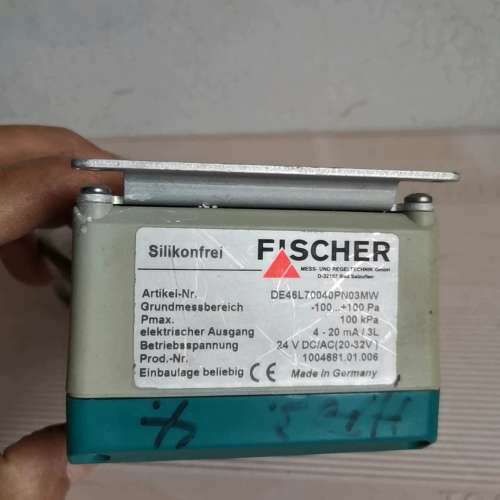 Silikonfrei FISCHER
MESS- UND REGELTECHNIK GmbH
D-32107 Bad Salzuflen
Artikel-Nr. DE46L70040PN03MW
Grundmessbereich -100...+100 Pa
Pmax. 100 kPa
elektrischer Ausgang 4 - 20 mA / 3L
Betriebsspannung 24 V DC/AC(20-32V)
Prod.-Nr. 1004681.01.006
Einbaulage beliebig CE Made in Germany